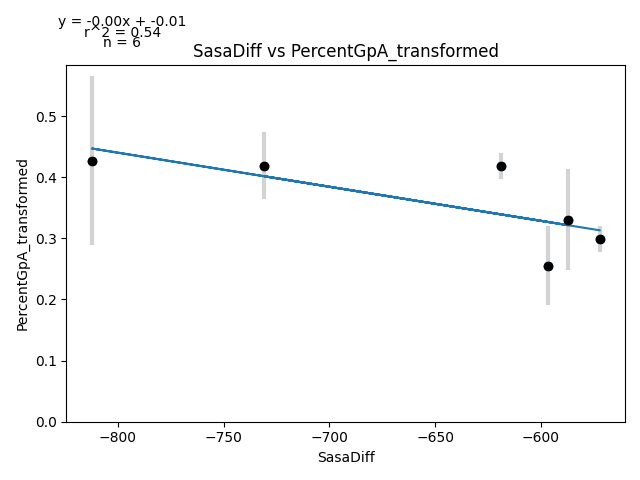 y = -0.00x + -0.01
r^2 = 0.54
n = 6
SasaDiff vs PercentGpA_transformed
PercentGpA_transformed
0.5
0.4
0.3
0.2
0.1
0.0
−800
−750
−700
−650
−600
SasaDiff